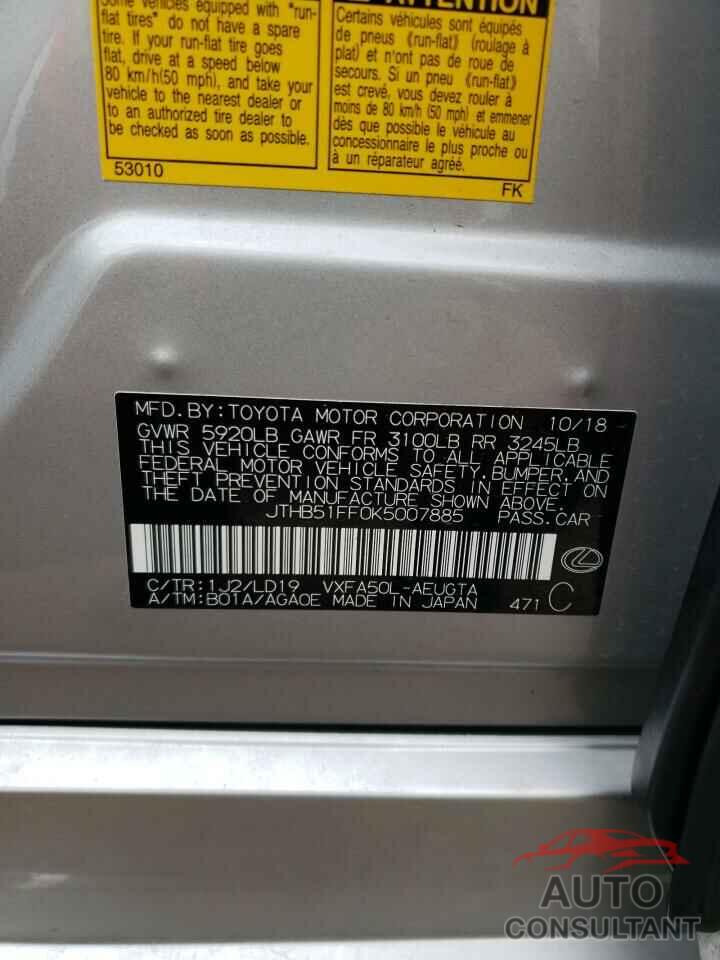 Some vehicles equipped with "run-
flat tires" do not have a spare
tire. If your run-flat tire goes
flat, drive at a speed below
80 km/h(50 mph), and take your
vehicle to the nearest dealer or
to an authorized tire dealer to
be checked as soon as possible.
53010
ATTENTION
Certains véhicules sont équipés
de pneus «run-flat» (roulage à
plat) et n'ont pas de roue de
secours. Si un pneu «run-flat»
est crevé, vous devez rouler à
moins de 80 km/h (50 mph) et emmener
dès que possible le véhicule au
concessionnaire le plus proche ou
à un réparateur agréé.
FK
MFD.BY:TOYOTA MOTOR CORPORATION 10/18
GVWR 5920LB GAWR FR 3100LB RR 3245LB
THIS VEHICLE CONFORMS TO ALL APPLICABLE
FEDERAL MOTOR VEHICLE SAFETY, BUMPER, AND
THEFT PREVENTION STANDARDS IN EFFECT ON
THE DATE OF MANUFACTURE SHOWN ABOVE.
JTHB51FF0K5007885 PASS.CAR
C/TR:1J2/LD19 VXFA50L-AEUGTA
A/TM:B01A/AGA0E MADE IN JAPAN 471 C
AUTO
CONSULTANT